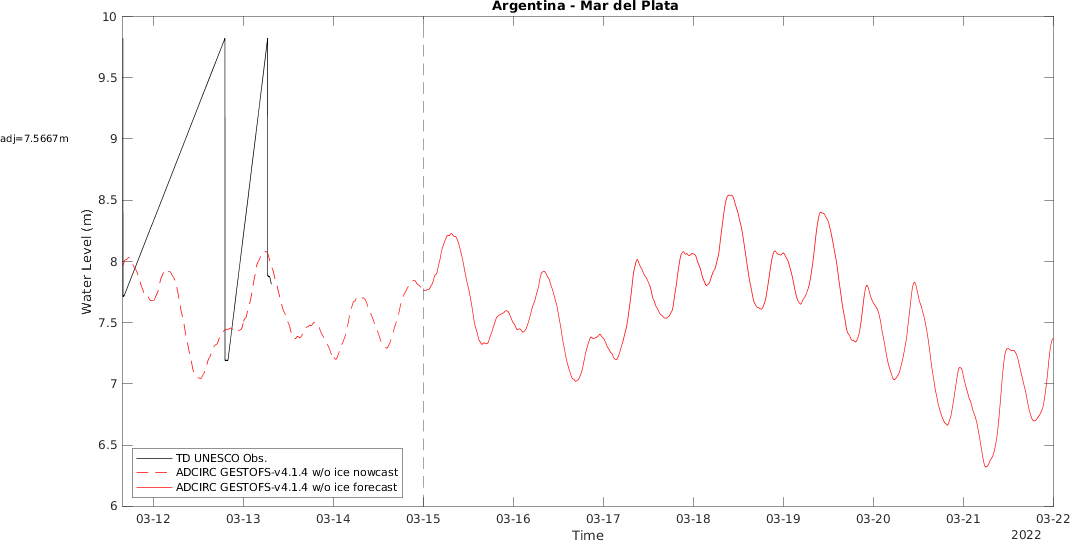 Argentina - Mar del Plata
10
9.5
9
8.5
8
7.5
7
6.5
6
adj=7.5667m
Water Level (m)
TD UNESCO Obs.
ADCIRC GESTOFS-v4.1.4 w/o ice nowcast
ADCIRC GESTOFS-v4.1.4 w/o ice forecast
03-12 03-13 03-14 03-15 03-16 03-17 03-18 03-19 03-20 03-21 03-22
Time
2022